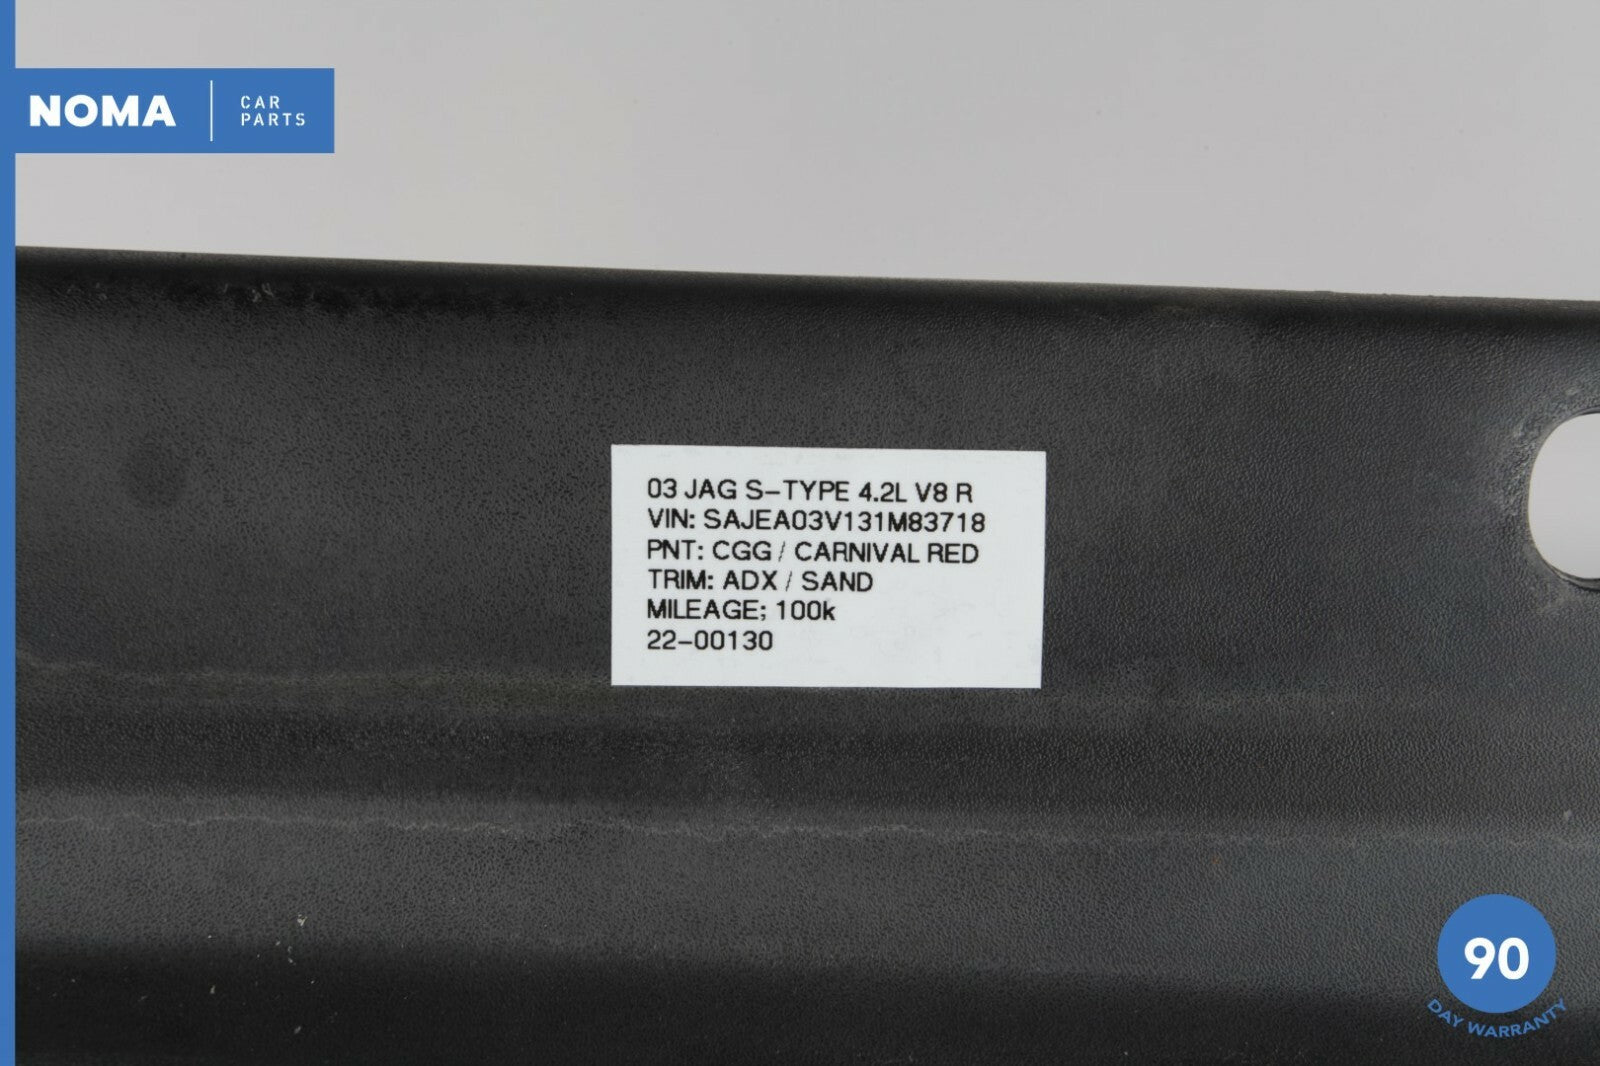 NOMA
CAR
PARTS
03 JAG S-TYPE 4.2L V8 R
VIN: SAJEA03V131M83718
PNT: CGG / CARNIVAL RED
TRIM: ADX / SAND
MILEAGE; 100k
22-00130
90
DAY WARRANTY